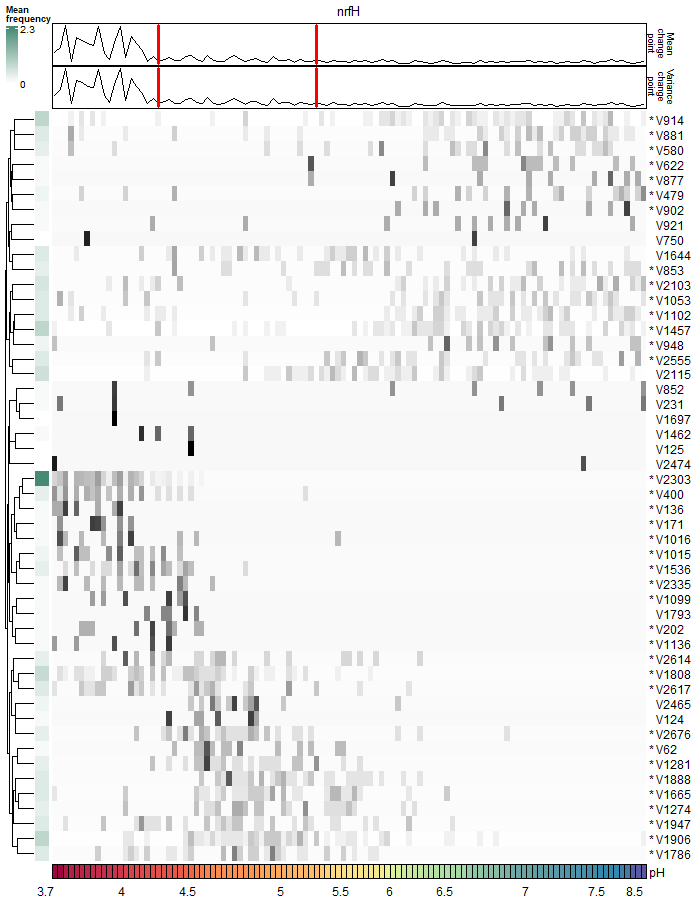 nrfH
Mean
frequency
2.3
0
Mean
change
point
Variance
change
point
* V914
* V881
* V580
* V622
* V877
* V479
* V902
V921
V750
V1644
* V853
* V2103
* V1053
* V1102
* V1457
* V948
* V2555
* V2115
V852
V231
V1697
V1462
V125
V2474
* V2303
* V400
* V136
* V171
* V1016
* V1015
* V1536
* V2335
* V1099
V1793
* V202
* V1136
* V2614
* V1808
* V2617
V2465
V124
* V2676
* V62
* V1281
* V1888
* V1665
* V1274
* V1947
* V1906
* V1786
pH
3.7 4 4.5 5 5.5 6 6.5 7 7.5 8.5